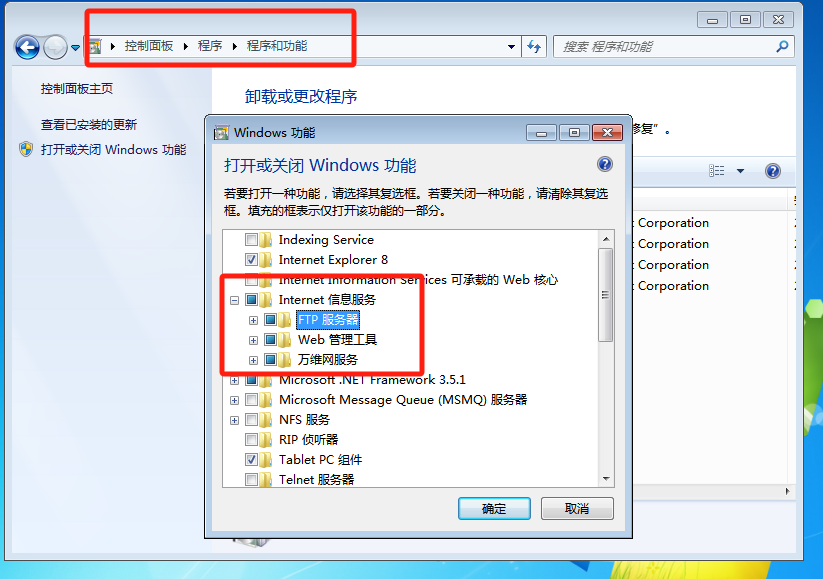 控制面板 ▸ 程序 ▸ 程序和功能
搜索 程序和功能
控制面板主页
查看已安装的更新
打开或关闭 Windows 功能
卸载或更改程序
修复”。
Corporation
Corporation
Corporation
Corporation
Windows 功能
打开或关闭 Windows 功能
若要打开一种功能，请选择其复选框。若要关闭一种功能，请清除其复选
框。填充的框表示仅打开该功能的一部分。
Indexing Service
Internet Explorer 8
Internet Information Services 可承载的 Web 核心
Internet 信息服务
FTP 服务器
Web 管理工具
万维网服务
Microsoft .NET Framework 3.5.1
Microsoft Message Queue (MSMQ) 服务器
NFS 服务
RIP 侦听器
Tablet PC 组件
Telnet 服务器
确定
取消